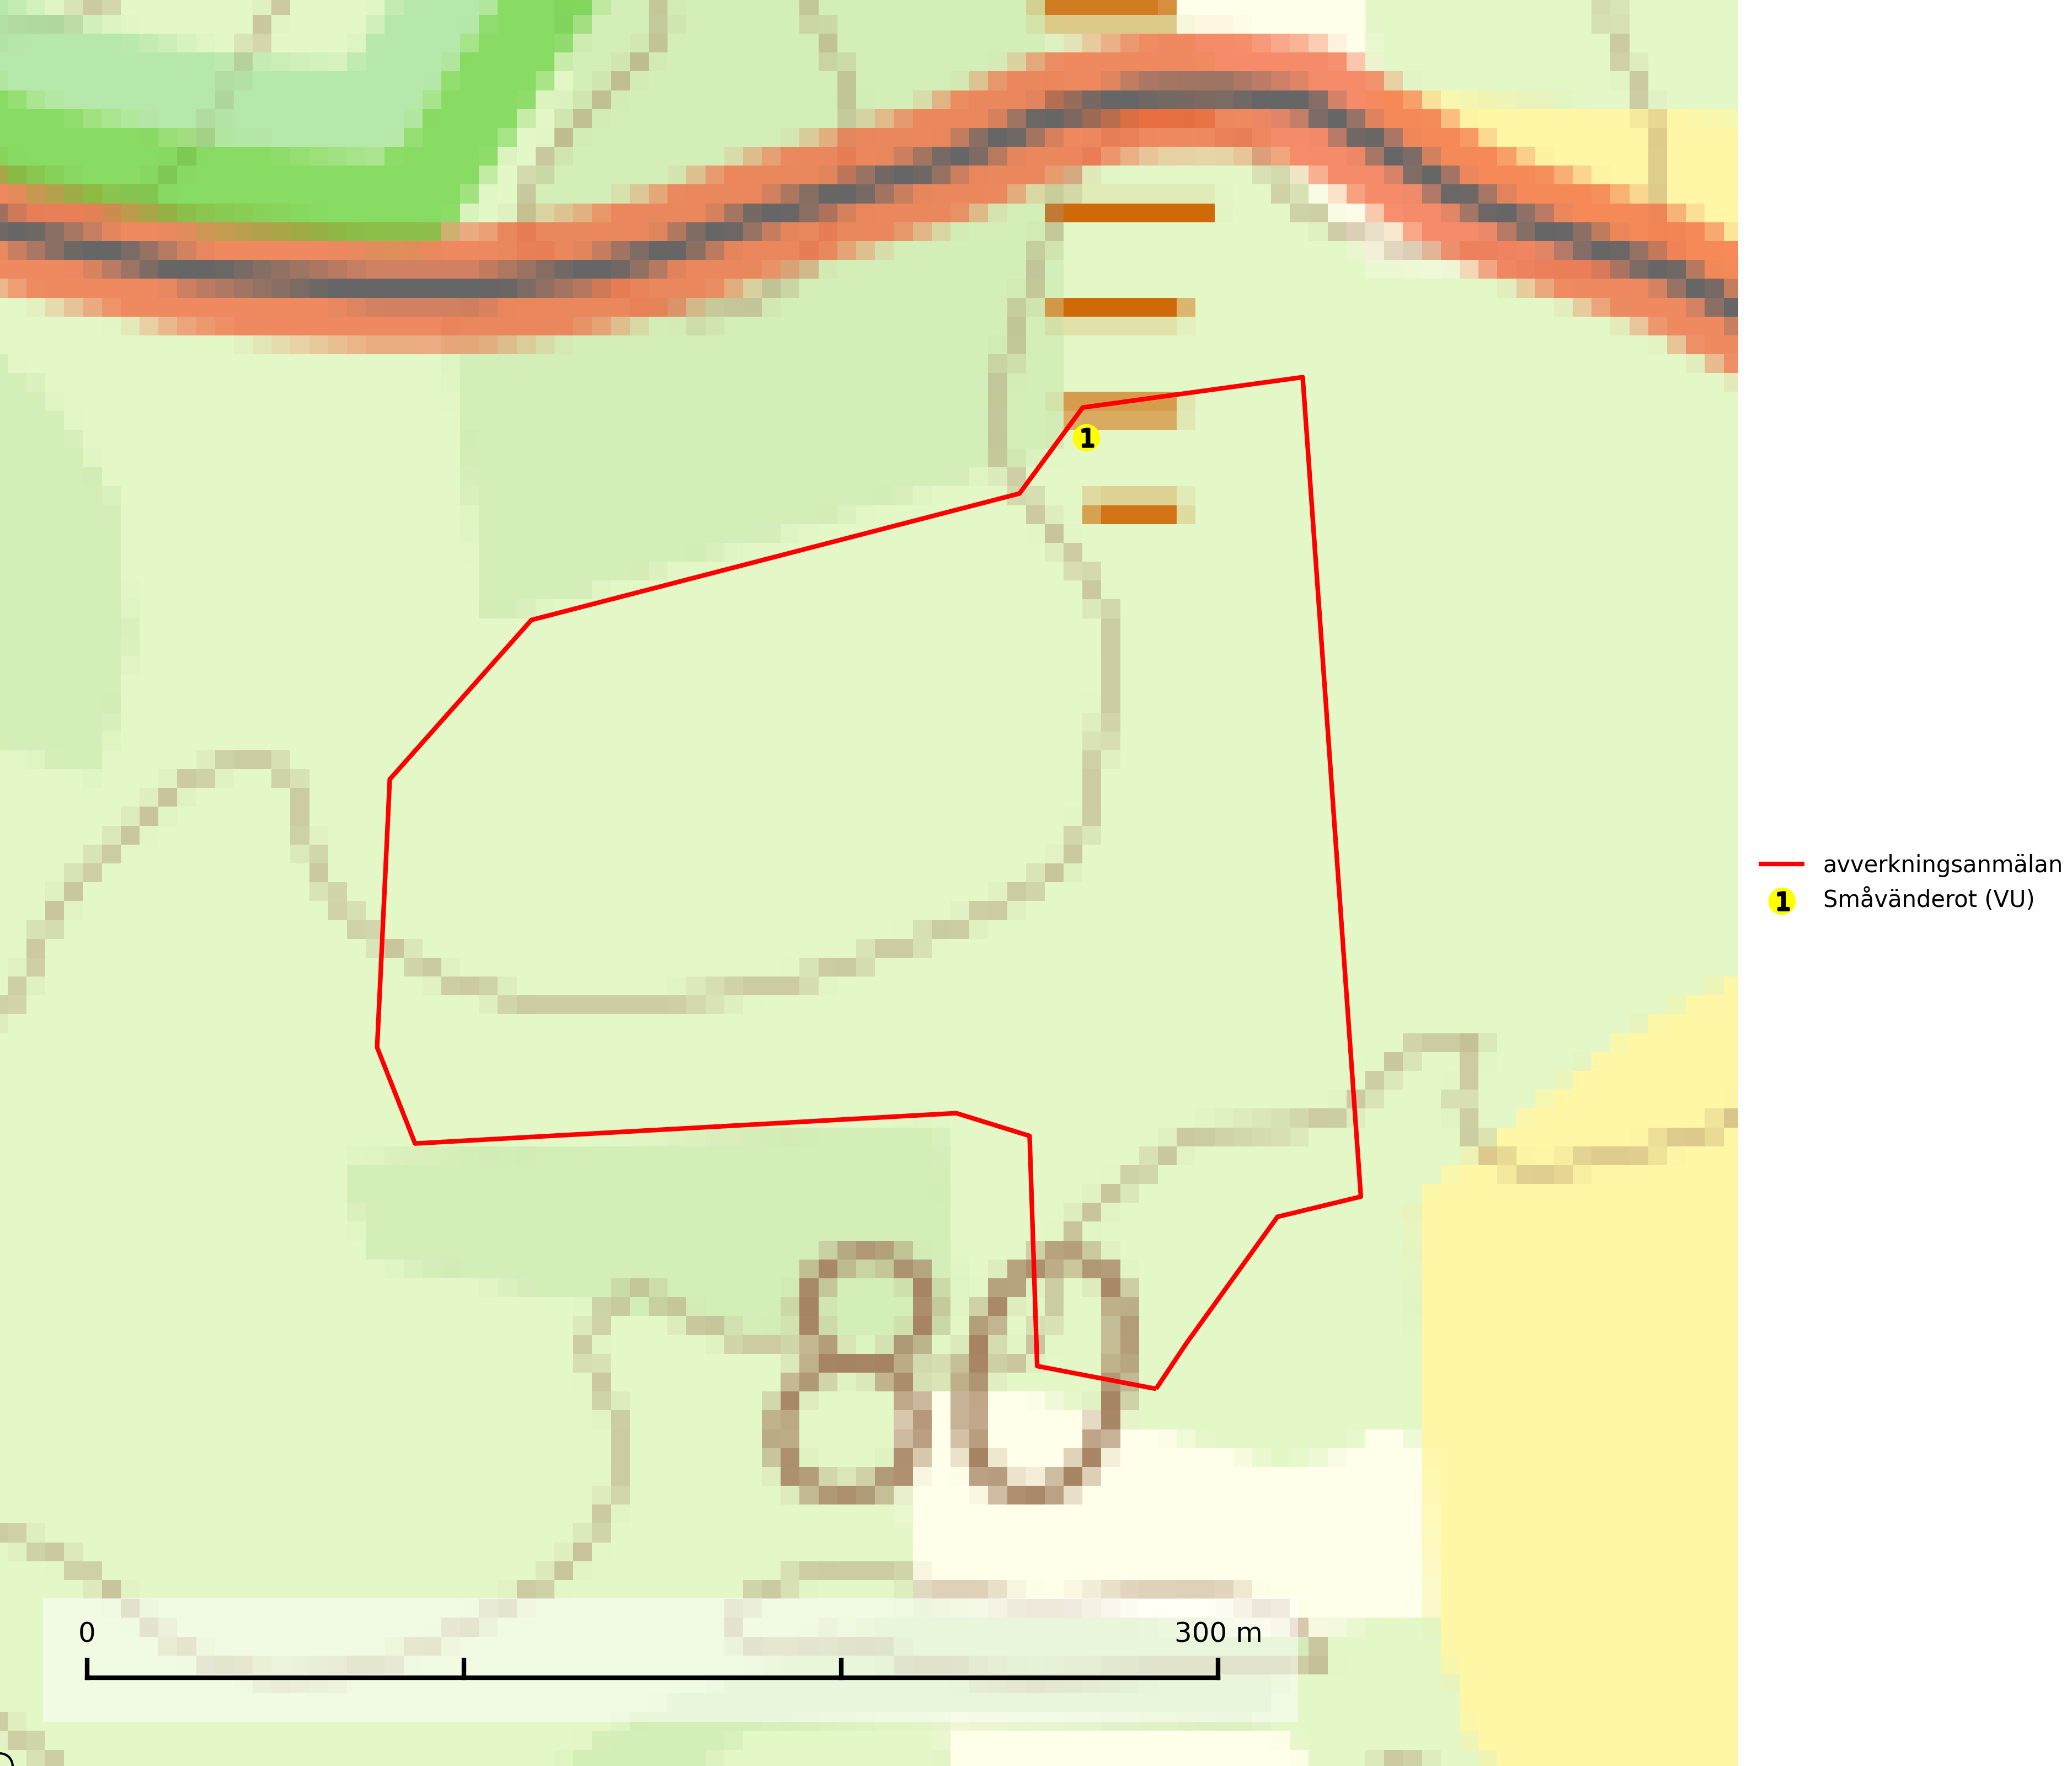 1
avverkningsanmälan
1 Småvänderot (VU)
80
0 300 m